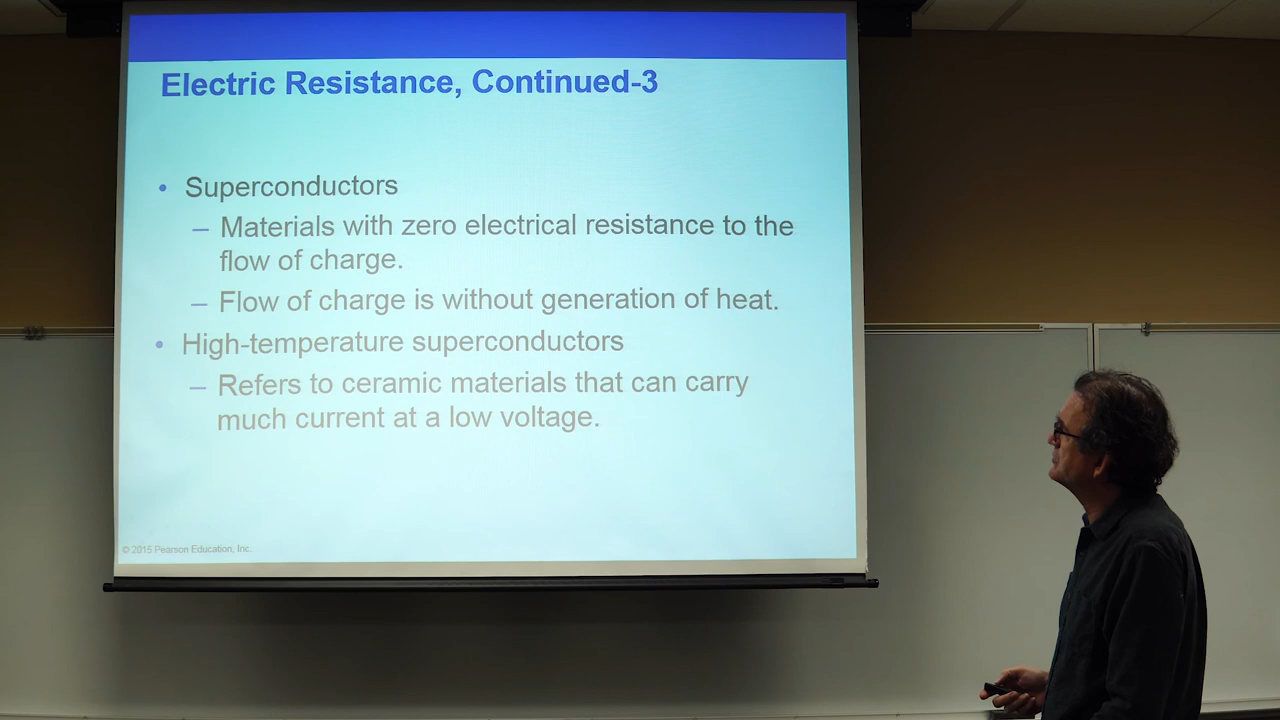 Electric Resistance, Continued-3
• Superconductors
– Materials with zero electrical resistance to the
flow of charge.
– Flow of charge is without generation of heat.
• High-temperature superconductors
– Refers to ceramic materials that can carry
much current at a low voltage.
© 2015 Pearson Education, Inc.